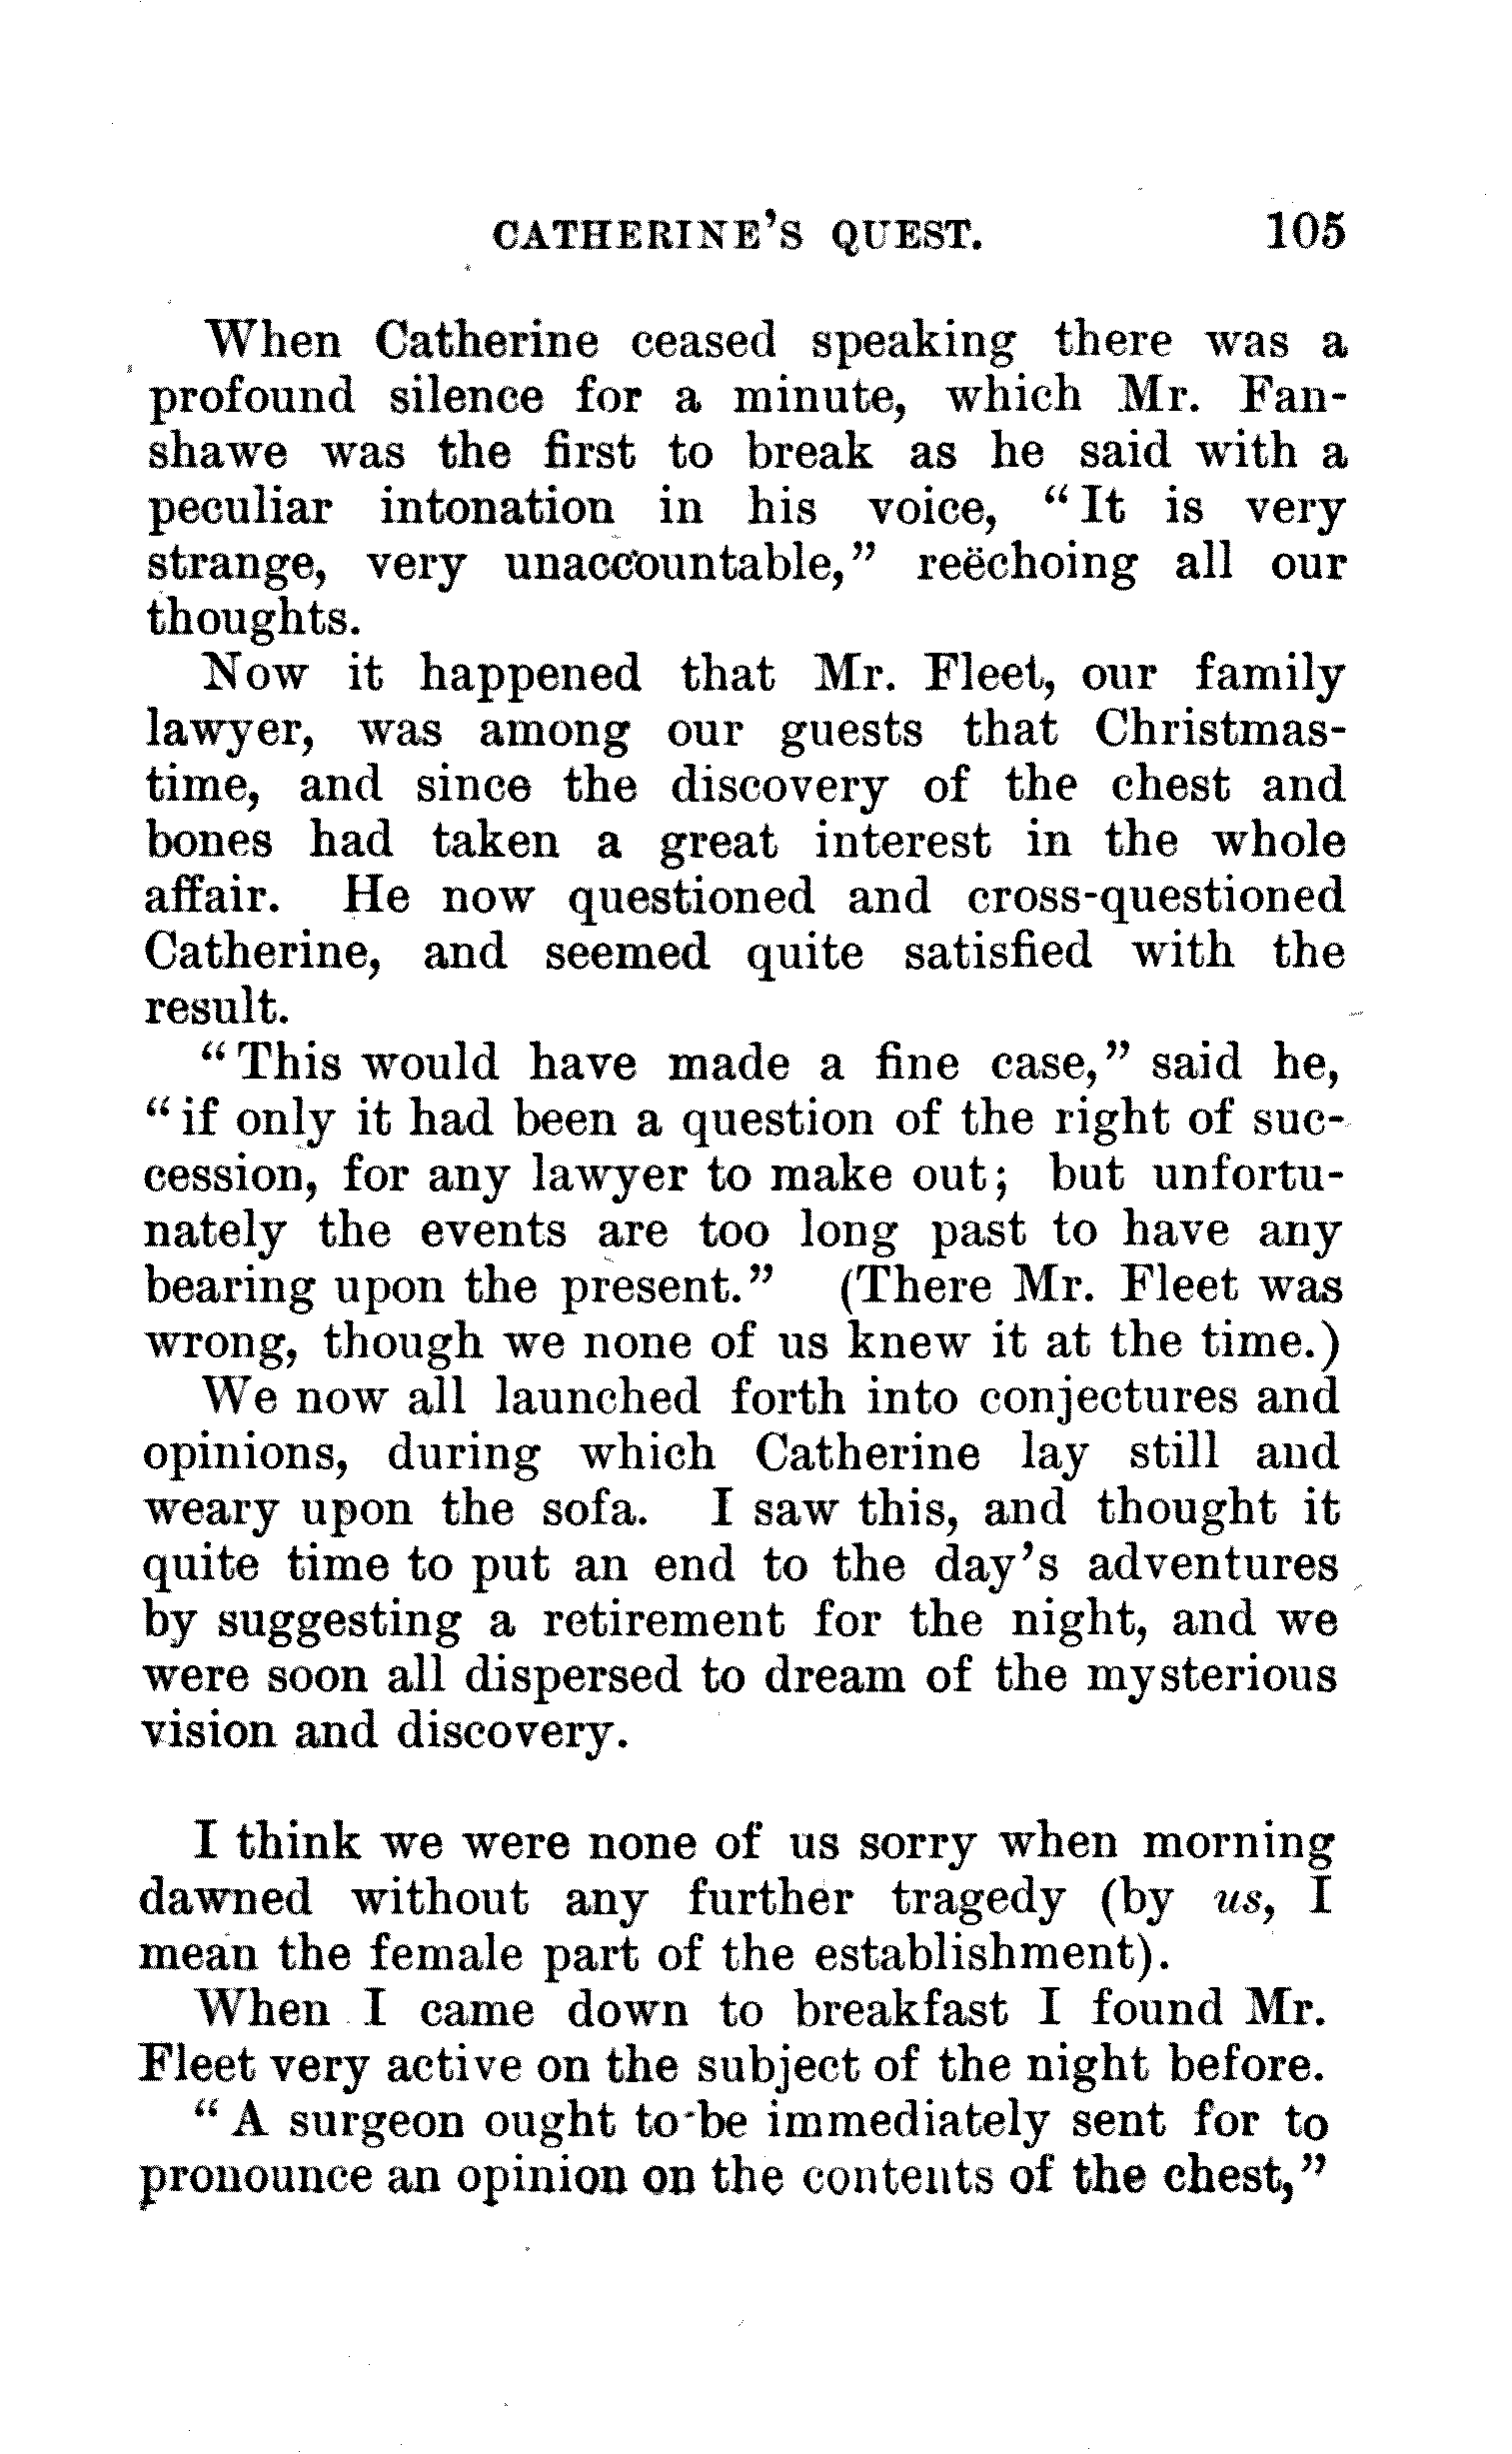 CATHERINE'S QUEST. 105
When Catherine ceased speaking there was a
profound silence for a minute, which Mr. Fan-
shawe was the first to break as he said with a
peculiar intonation in his voice, "It is very
strange, very unaccountable," reëchoing all our
thoughts.
Now it happened that Mr. Fleet, our family
lawyer, was among our guests that Christmas-
time, and since the discovery of the chest and
bones had taken a great interest in the whole
affair. He now questioned and cross-questioned
Catherine, and seemed quite satisfied with the
result.
"This would have made a fine case," said he,
"if only it had been a question of the right of suc-
cession, for any lawyer to make out; but unfortu-
nately the events are too long past to have any
bearing upon the present." (There Mr. Fleet was
wrong, though we none of us knew it at the time.)
We now all launched forth into conjectures and
opinions, during which Catherine lay still and
weary upon the sofa. I saw this, and thought it
quite time to put an end to the day's adventures
by suggesting a retirement for the night, and we
were soon all dispersed to dream of the mysterious
vision and discovery.
I think we were none of us sorry when morning
dawned without any further tragedy (by us, I
mean the female part of the establishment).
When I came down to breakfast I found Mr.
Fleet very active on the subject of the night before.
"A surgeon ought to be immediately sent for to
pronounce an opinion on the contents of the chest,"